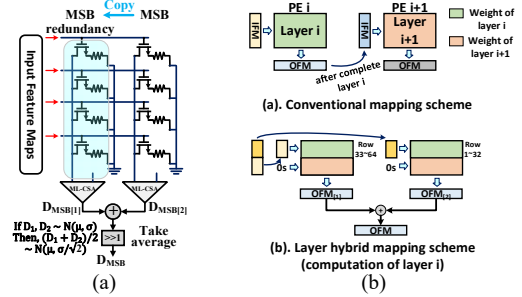 Copy
MSB
MSB
redundancy
Input Feature Maps
ML-CSA
ML-CSA
D_MSB[1]
D_MSB[2]
If D₁, D₂ ~ N(μ, σ)
Then, (D₁ + D₂)/2
~ N(μ, σ/√2)
Take
average
>>1
D_MSB
(a)
PE i
PE i+1
IFM
Layer i
OFM
after complete
layer i
IFM
Layer
i+1
OFM
Weight of
layer i
Weight of
layer i+1
(a). Conventional mapping scheme
0s
Row
33~64
OFM[1]
0s
Row
1~32
OFM[2]
OFM
(b). Layer hybrid mapping scheme
(computation of layer i)
(b)